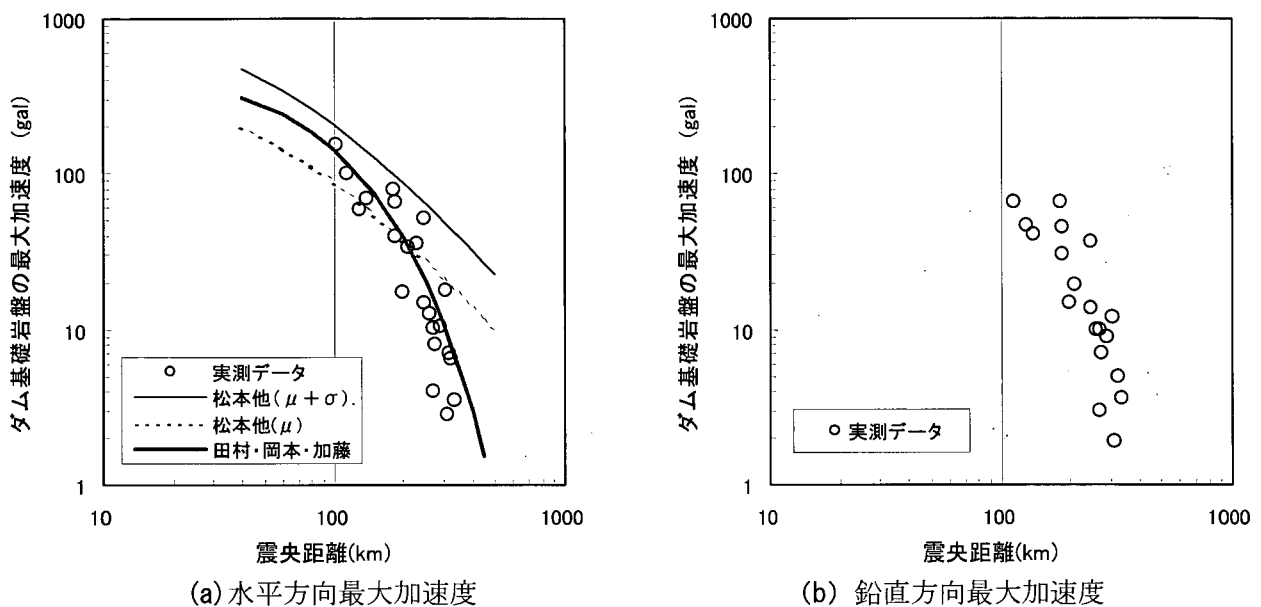 1000
100
10
1
10
100
1000
ダム基礎岩盤の最大加速度 (gal)
震央距離(km)
実測データ
松本他(μ+σ).
松本他(μ)
田村・岡本・加藤
(a)水平方向最大加速度
1000
100
10
1
10
100
1000
ダム基礎岩盤の最大加速度 (gal)
震央距離(km)
実測データ
(b) 鉛直方向最大加速度